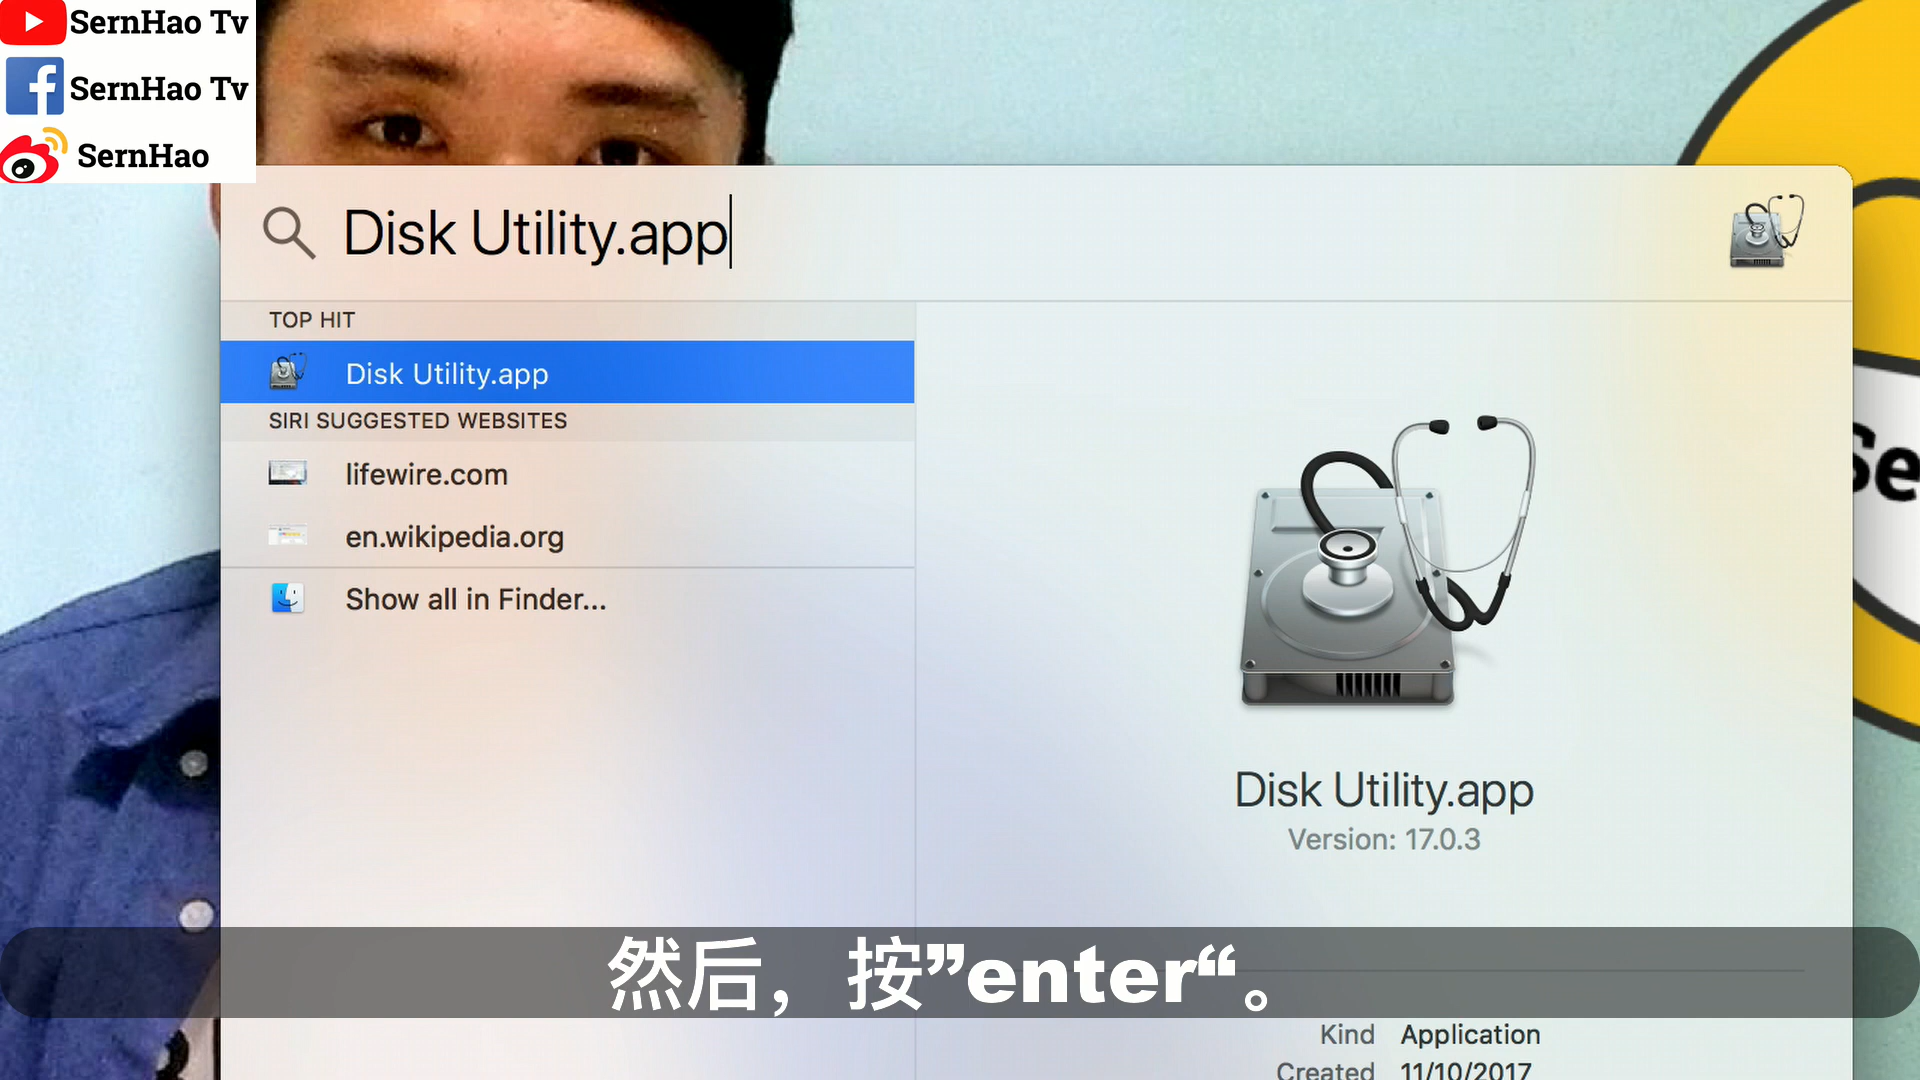 SernHao Tv
SernHao Tv
SernHao
Disk Utility.app
TOP HIT
Disk Utility.app
SIRI SUGGESTED WEBSITES
lifewire.com
en.wikipedia.org
Show all in Finder...
Disk Utility.app
Version: 17.0.3
Se
然后，按”enter“。
Kind Application
Created 11/10/2017